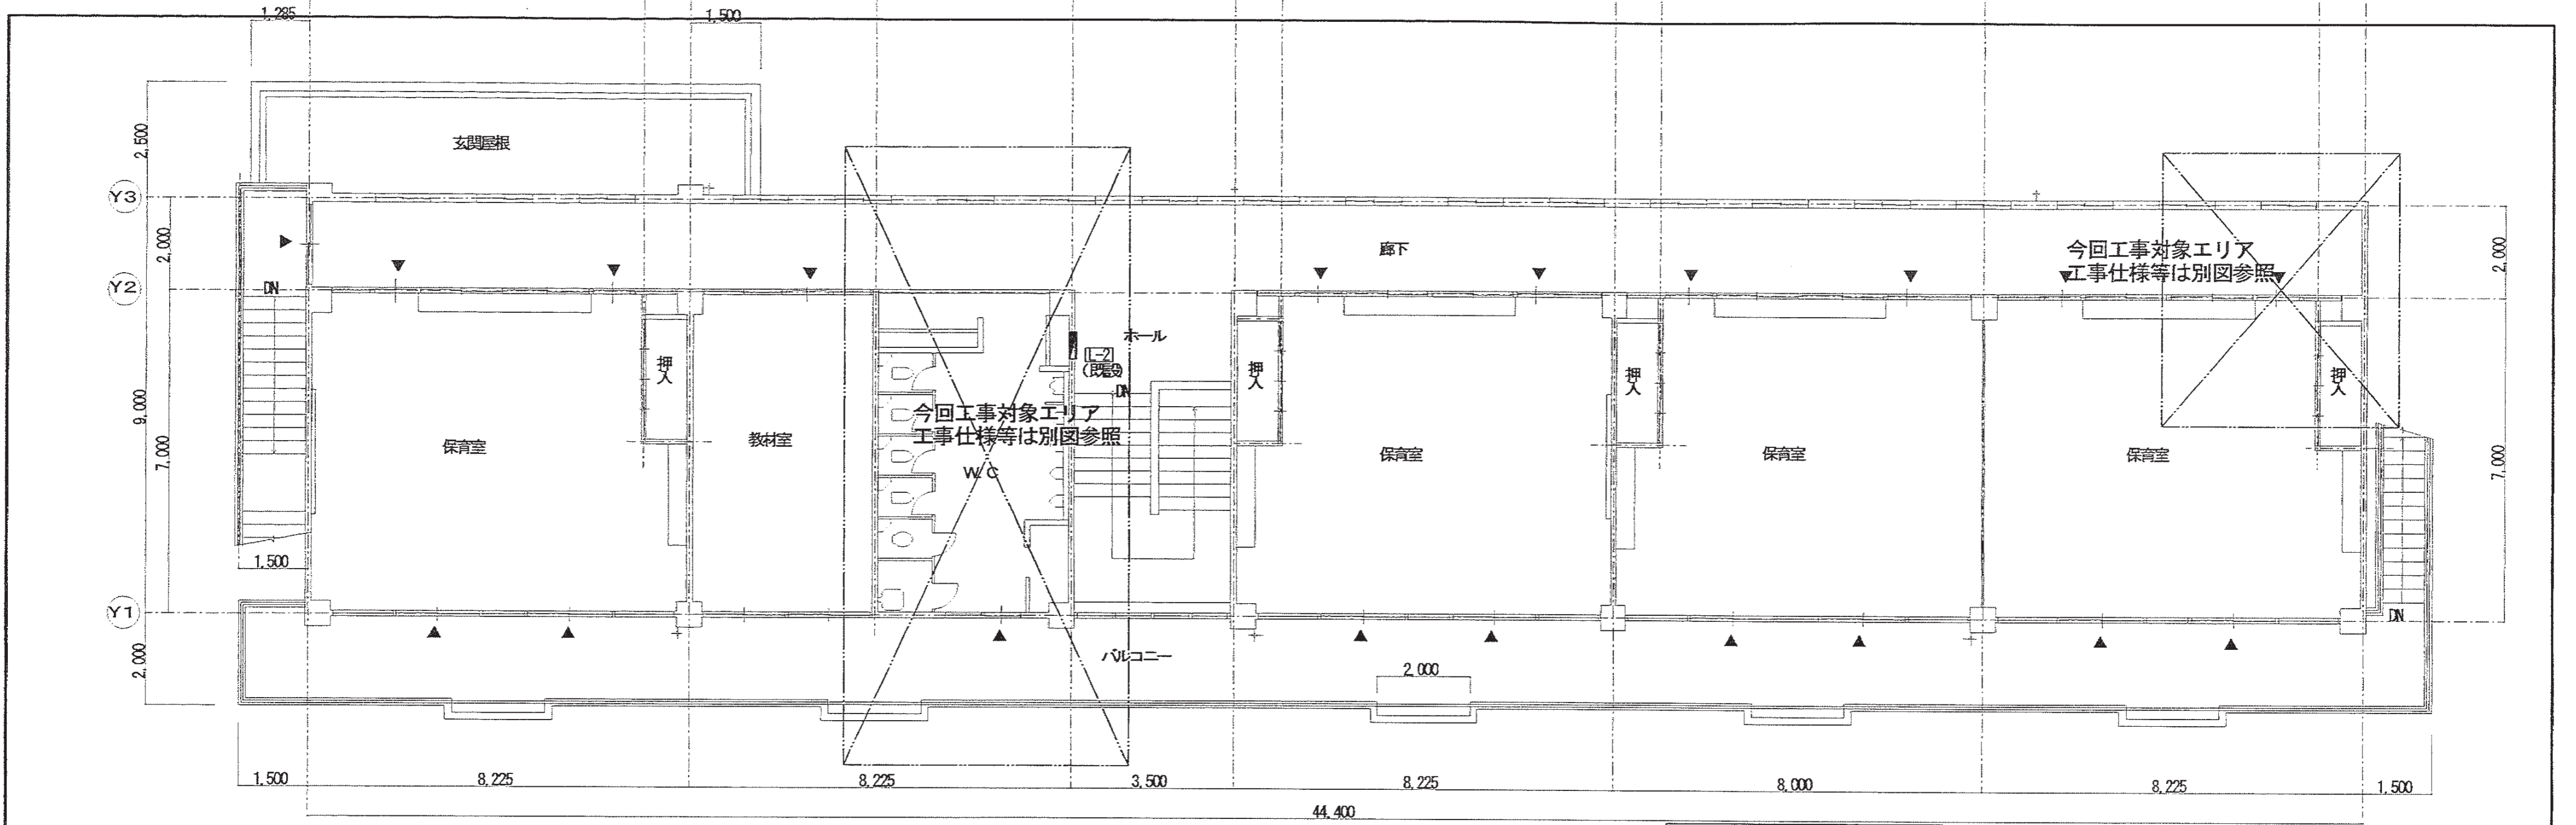 1,285
1,500
2,500
玄関屋根
Y3
2,000
廊下
今回工事対象エリア
工事仕様等は別図参照
2,000
Y2
DN
ホール
L-2
(既設)
押入
押入
押入
押入
DN
9,000
7,000
保育室
教材室
今回工事対象エリア
工事仕様等は別図参照
W.C
保育室
保育室
保育室
7,000
1,500
Y1
DN
2,000
バルコニー
2,000
1,500
8,225
8,225
3,500
8,225
8,000
8,225
1,500
44,400